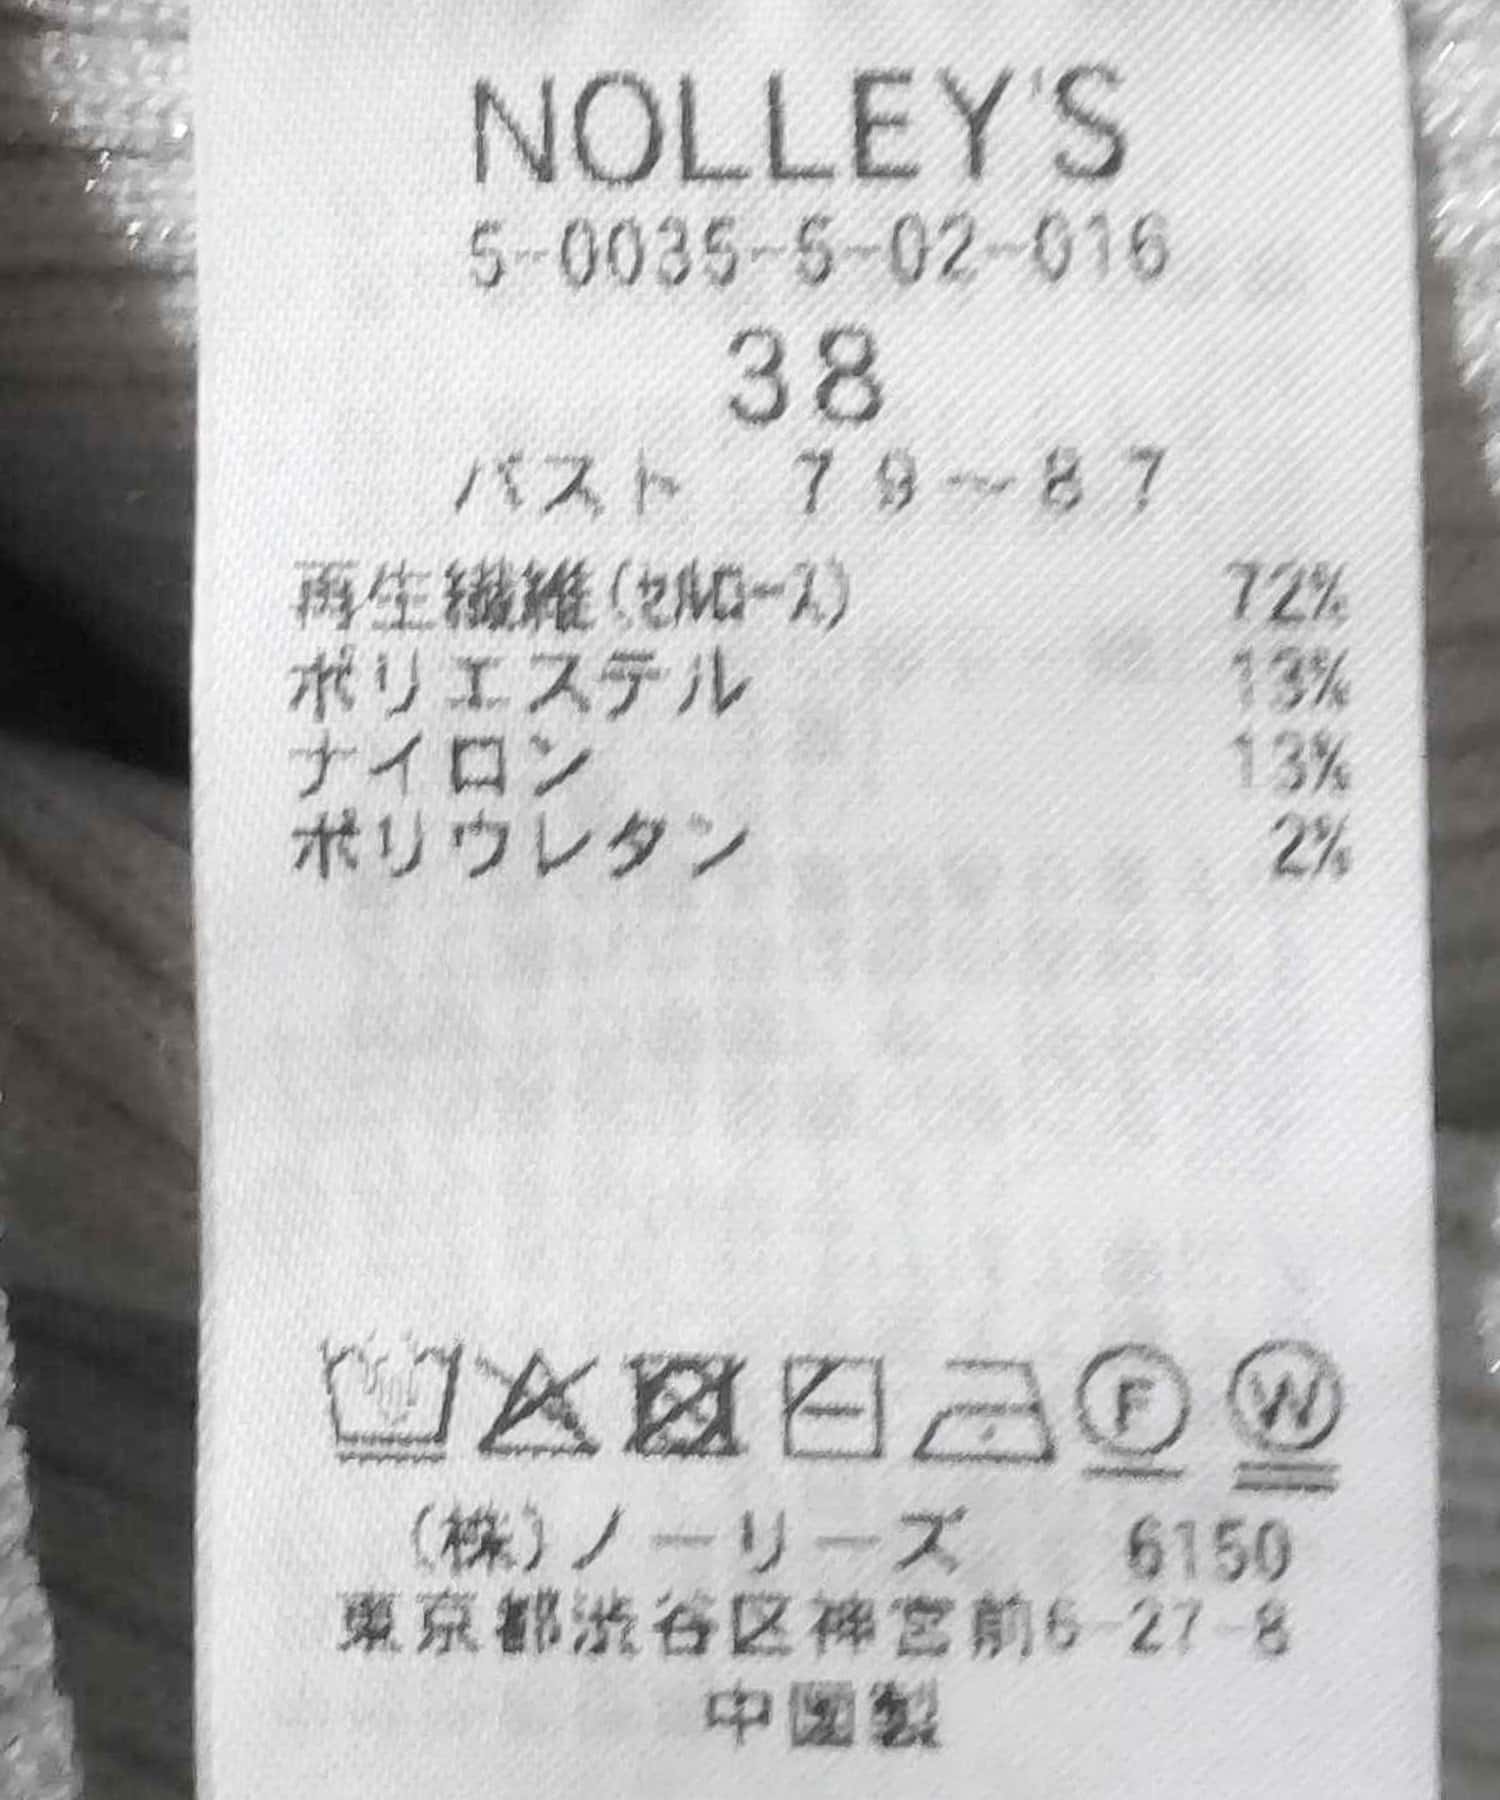 NOLLEY'S
5-0035-5-02-016
38
バスト 79～87
再生繊維(セルロース) 72%
ポリエステル 13%
ナイロン 13%
ポリウレタン 2%
F W
(株)ノーリーズ 6150
東京都渋谷区神宮前6-27-8
中国製